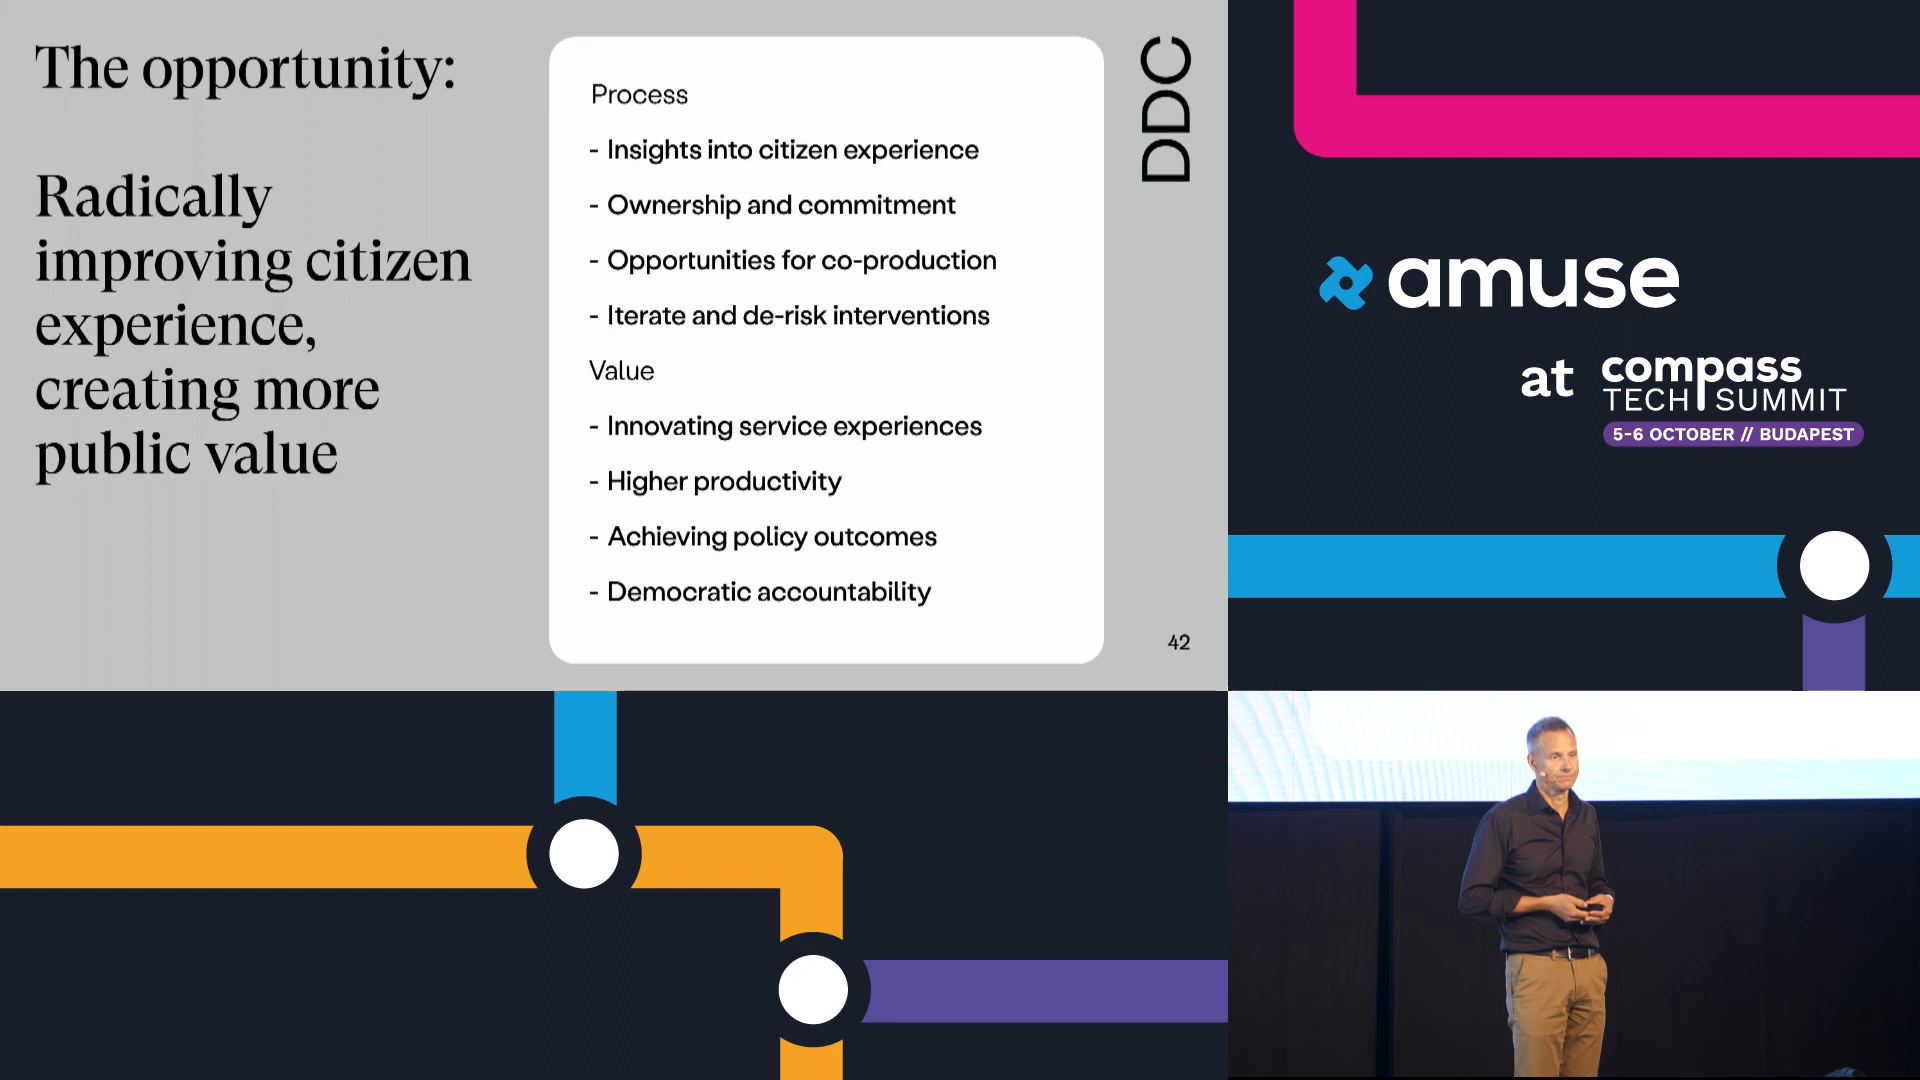 The opportunity:
Radically
improving citizen
experience,
creating more
public value
Process
- Insights into citizen experience
- Ownership and commitment
- Opportunities for co-production
- Iterate and de-risk interventions
Value
- Innovating service experiences
- Higher productivity
- Achieving policy outcomes
- Democratic accountability
DDC
42
amuse
at compass
TECH SUMMIT
5-6 OCTOBER // BUDAPEST